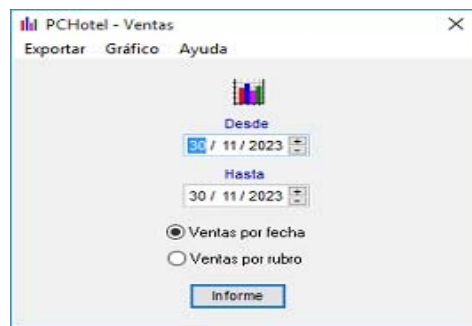 PCHotel - Ventas
Exportar Gráfico Ayuda
Desde
30 / 11 / 2023
Hasta
30 / 11 / 2023
Ventas por fecha
Ventas por rubro
Informe